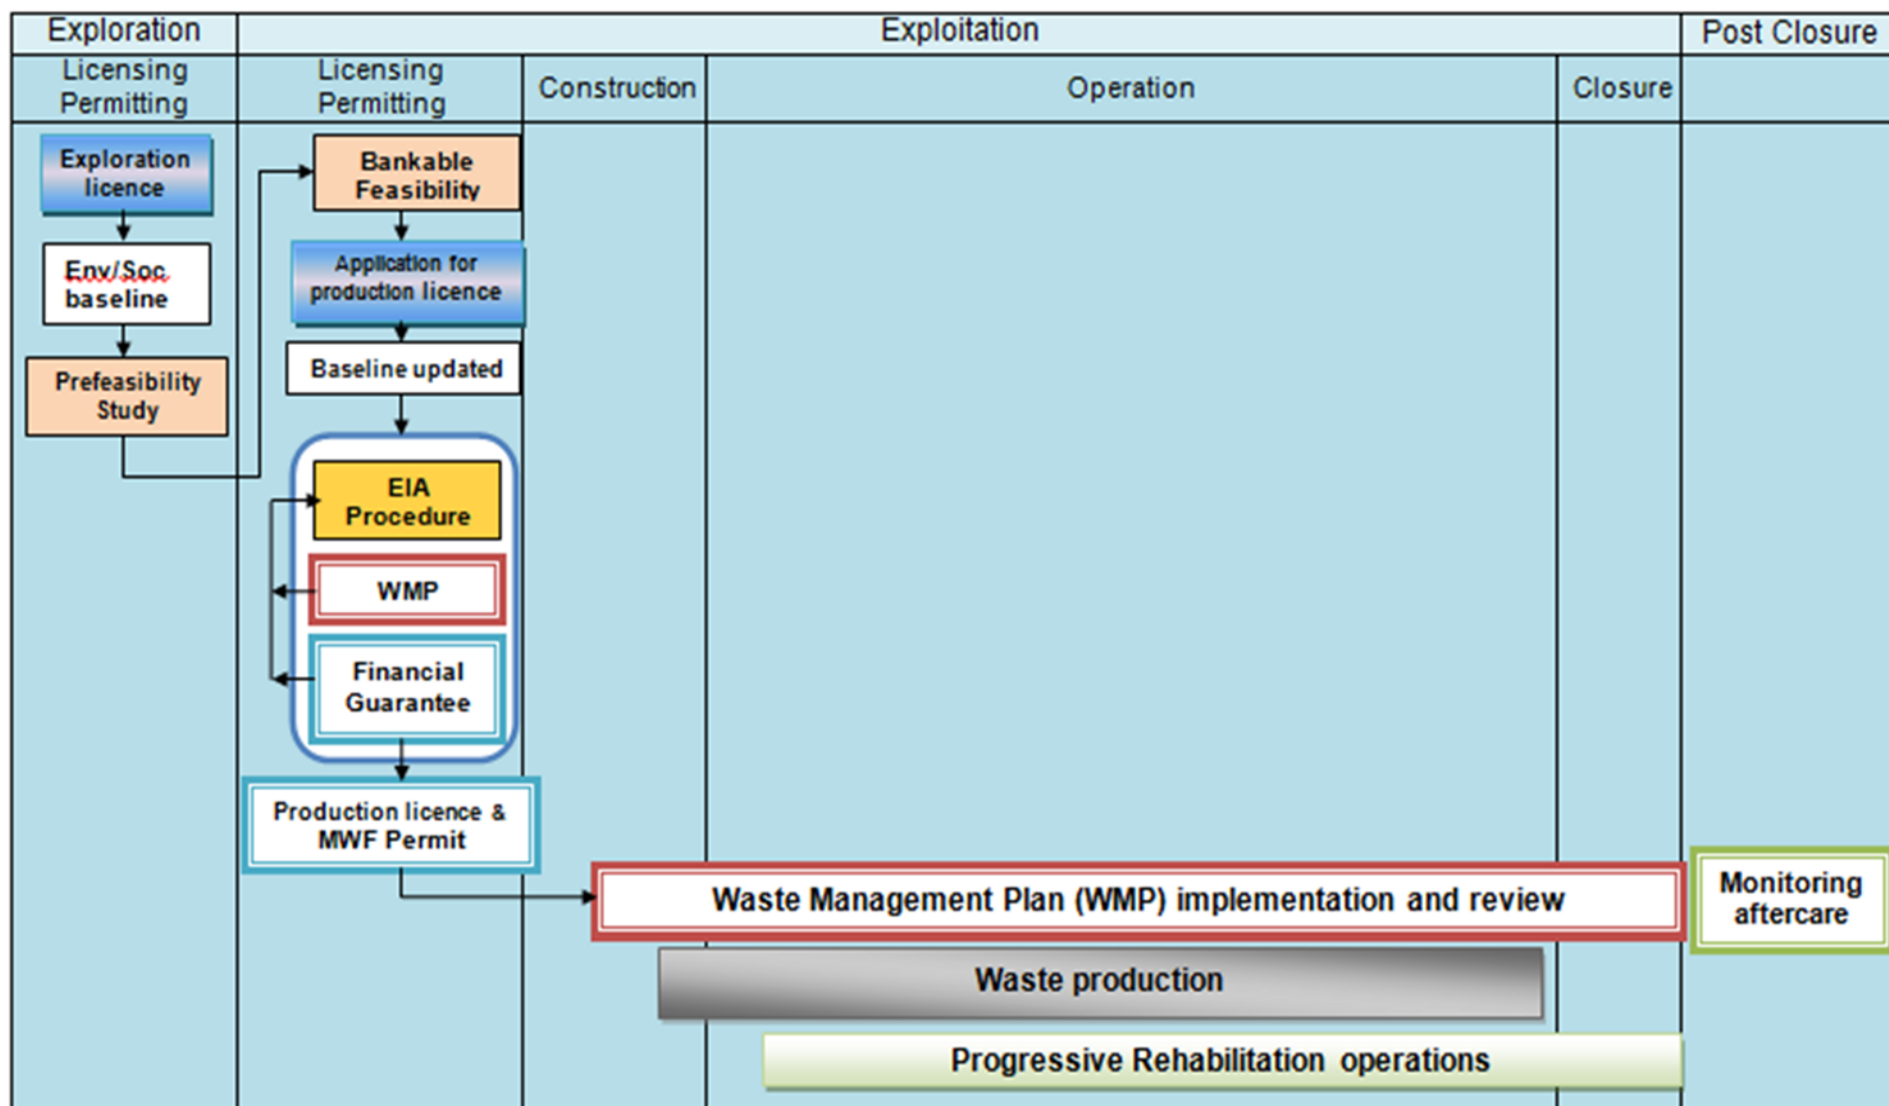 Exploration
Exploitation
Post Closure
Licensing
Permitting
Licensing
Permitting
Construction
Operation
Closure
Exploration
licence
Env/Soc
baseline
Prefeasibility
Study
Bankable
Feasibility
Application for
production licence
Baseline updated
EIA
Procedure
WMP
Financial
Guarantee
Production licence &
MWF Permit
Waste Management Plan (WMP) implementation and review
Waste production
Progressive Rehabilitation operations
Monitoring
aftercare